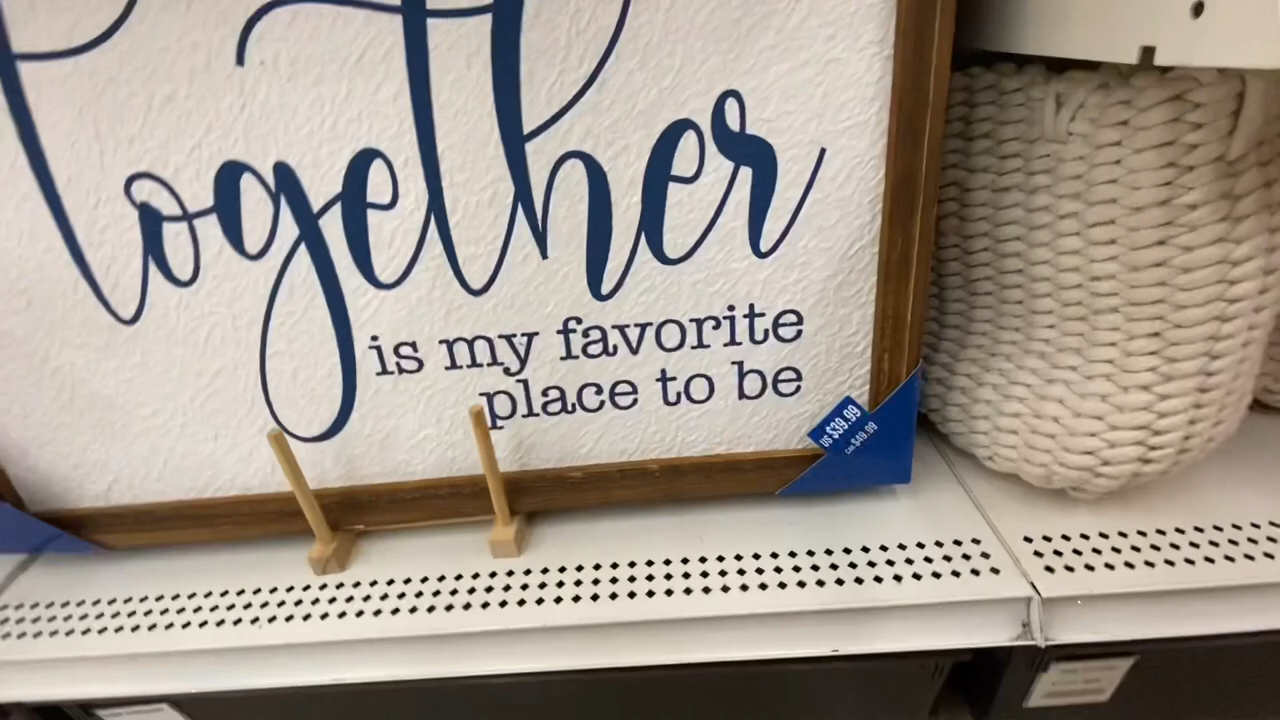 together
is my favorite
place to be
US $39.99
CAN $49.99